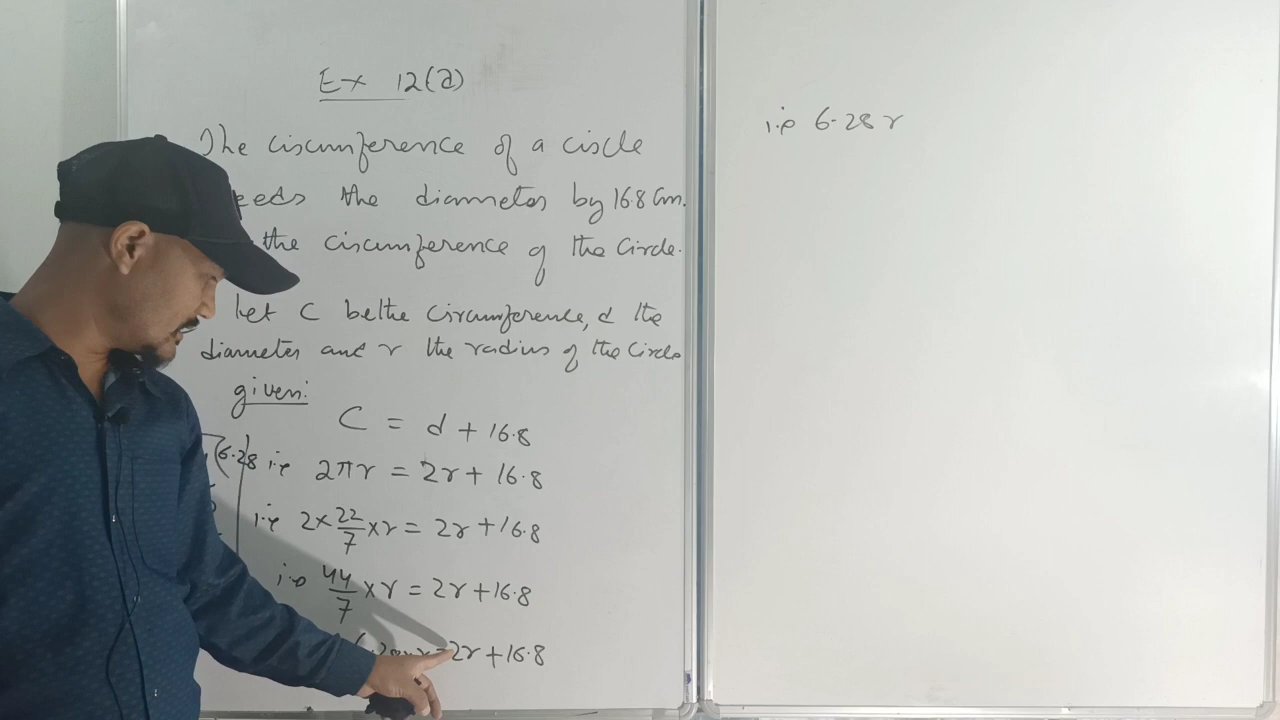 Ex 12(a)
The circumference of a circle
the diameter by 16.8 cm.
the circumference of the Circle.
Let C be the Circumference, d the
diameter and r the radius of the Circle
given:
C = d + 16.8
6.28
i.e 2πr = 2r + 16.8
i.e 2 × 22/7 × r = 2r + 16.8
i.e 44/7 × r = 2r + 16.8
2r + 16.8
i.e 6.28 r